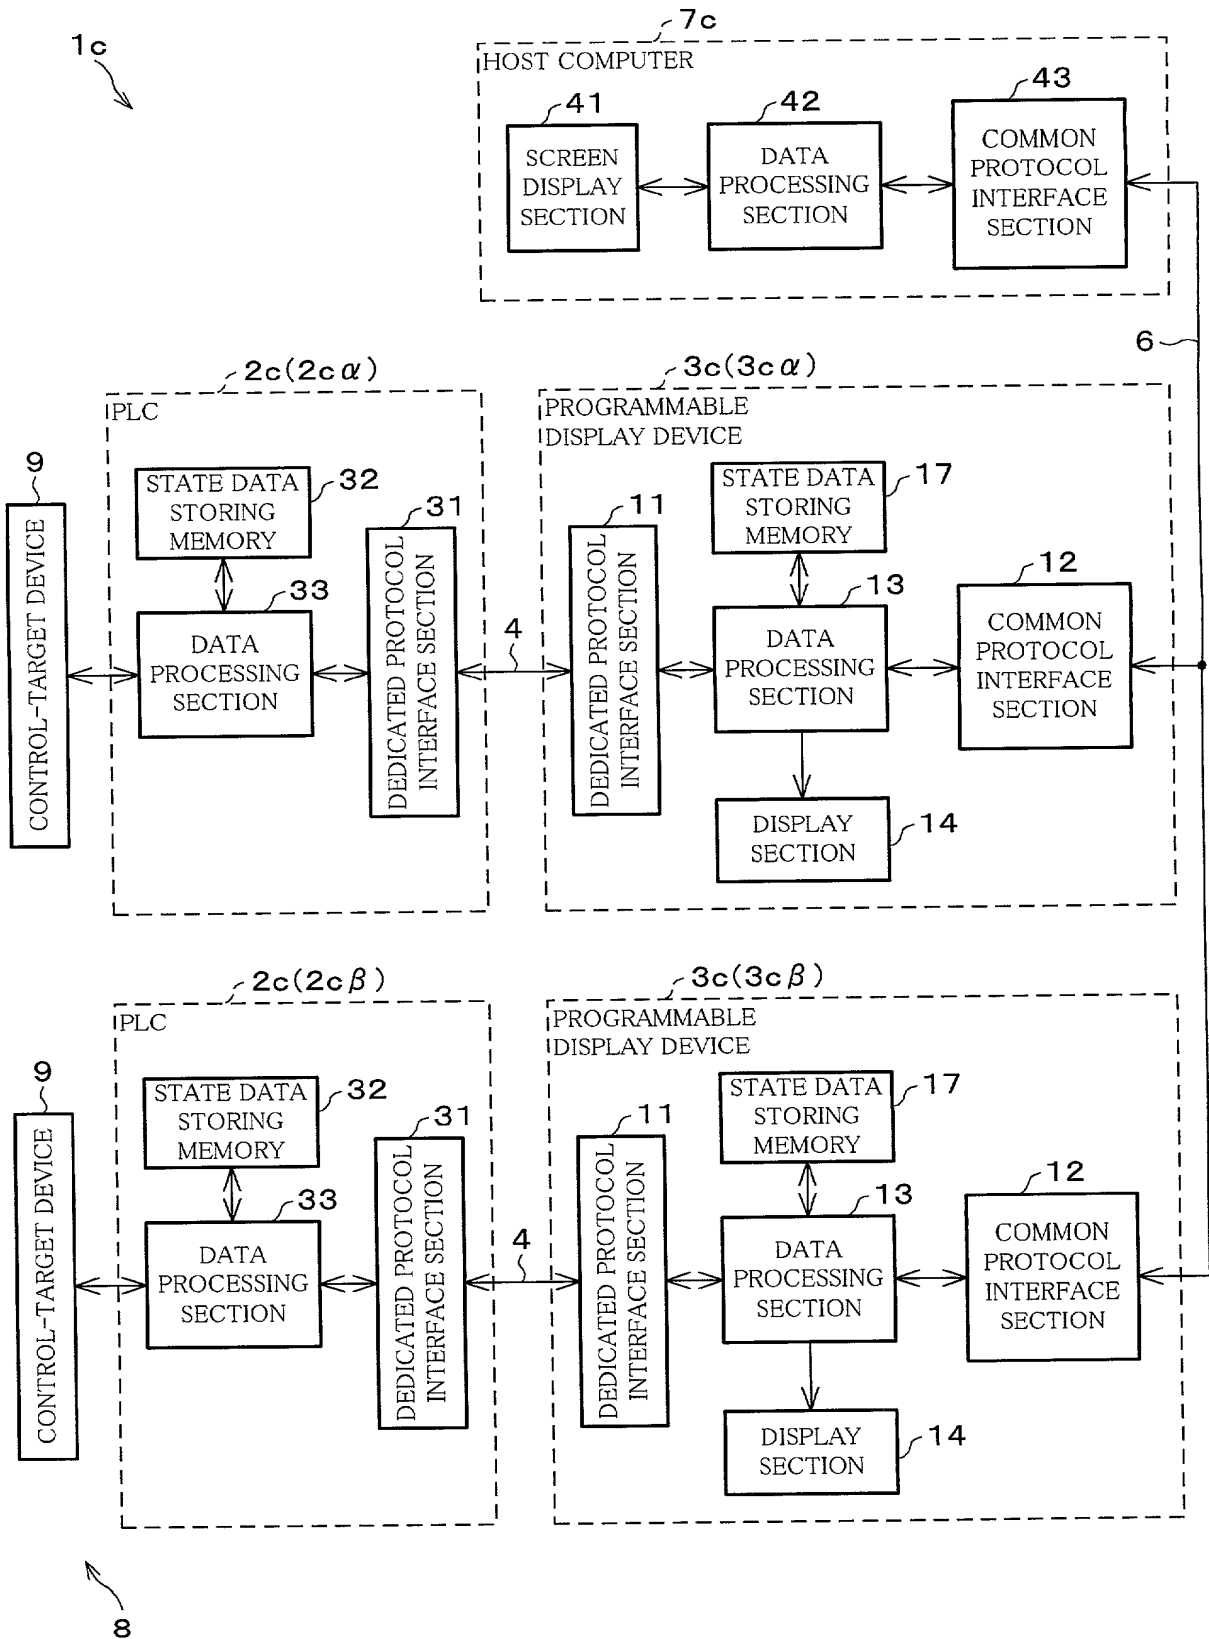 1c
7c
HOST COMPUTER
41
42
43
SCREEN
DISPLAY
SECTION
DATA
PROCESSING
SECTION
COMMON
PROTOCOL
INTERFACE
SECTION
6
2c(2cα)
PLC
9
CONTROL-TARGET DEVICE
STATE DATA
STORING
MEMORY
32
33
DATA
PROCESSING
SECTION
31
DEDICATED PROTOCOL
INTERFACE SECTION
4
3c(3cα)
PROGRAMMABLE
DISPLAY DEVICE
11
DEDICATED PROTOCOL
INTERFACE SECTION
STATE DATA
STORING
MEMORY
17
13
DATA
PROCESSING
SECTION
12
COMMON
PROTOCOL
INTERFACE
SECTION
DISPLAY
SECTION
14
2c(2cβ)
PLC
9
CONTROL-TARGET DEVICE
STATE DATA
STORING
MEMORY
32
33
DATA
PROCESSING
SECTION
31
DEDICATED PROTOCOL
INTERFACE SECTION
4
3c(3cβ)
PROGRAMMABLE
DISPLAY DEVICE
11
DEDICATED PROTOCOL
INTERFACE SECTION
STATE DATA
STORING
MEMORY
17
13
DATA
PROCESSING
SECTION
12
COMMON
PROTOCOL
INTERFACE
SECTION
DISPLAY
SECTION
14
8